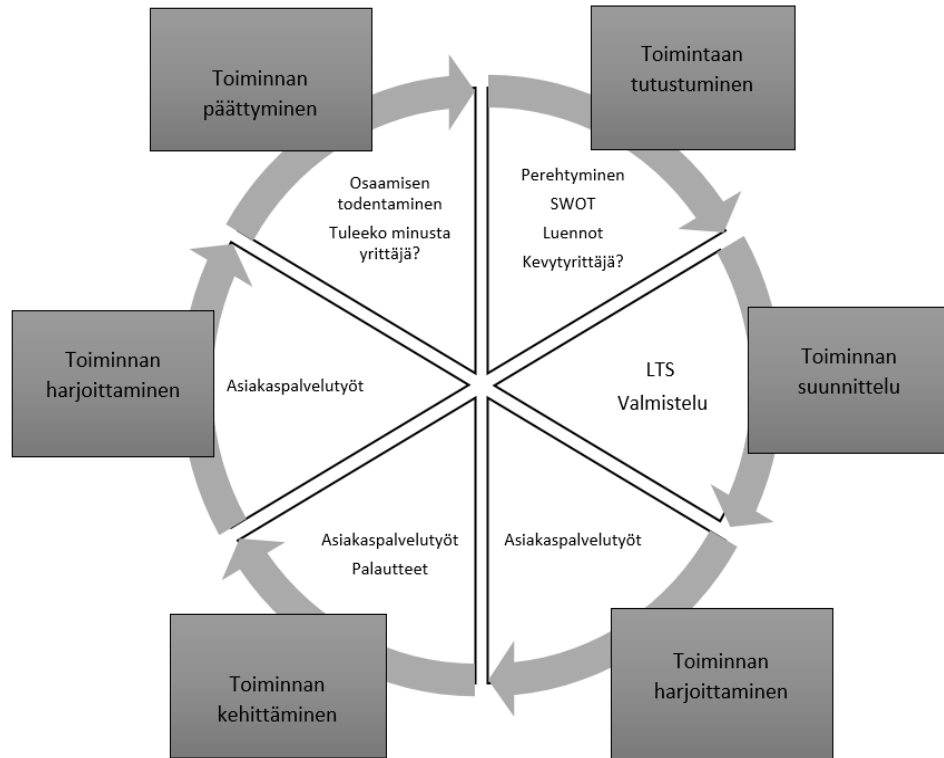 Toimintaan
tutustuminen
Perehtyminen
SWOT
Luennot
Kevytyrittäjä?
Toiminnan
suunnittelu
LTS
Valmistelu
Toiminnan
harjoittaminen
Asiakaspalvelutyöt
Toiminnan
kehittäminen
Asiakaspalvelutyöt
Palautteet
Toiminnan
harjoittaminen
Asiakaspalvelutyöt
Toiminnan
päättyminen
Osaamisen
todentaminen
Tuleeko minusta
yrittäjä?